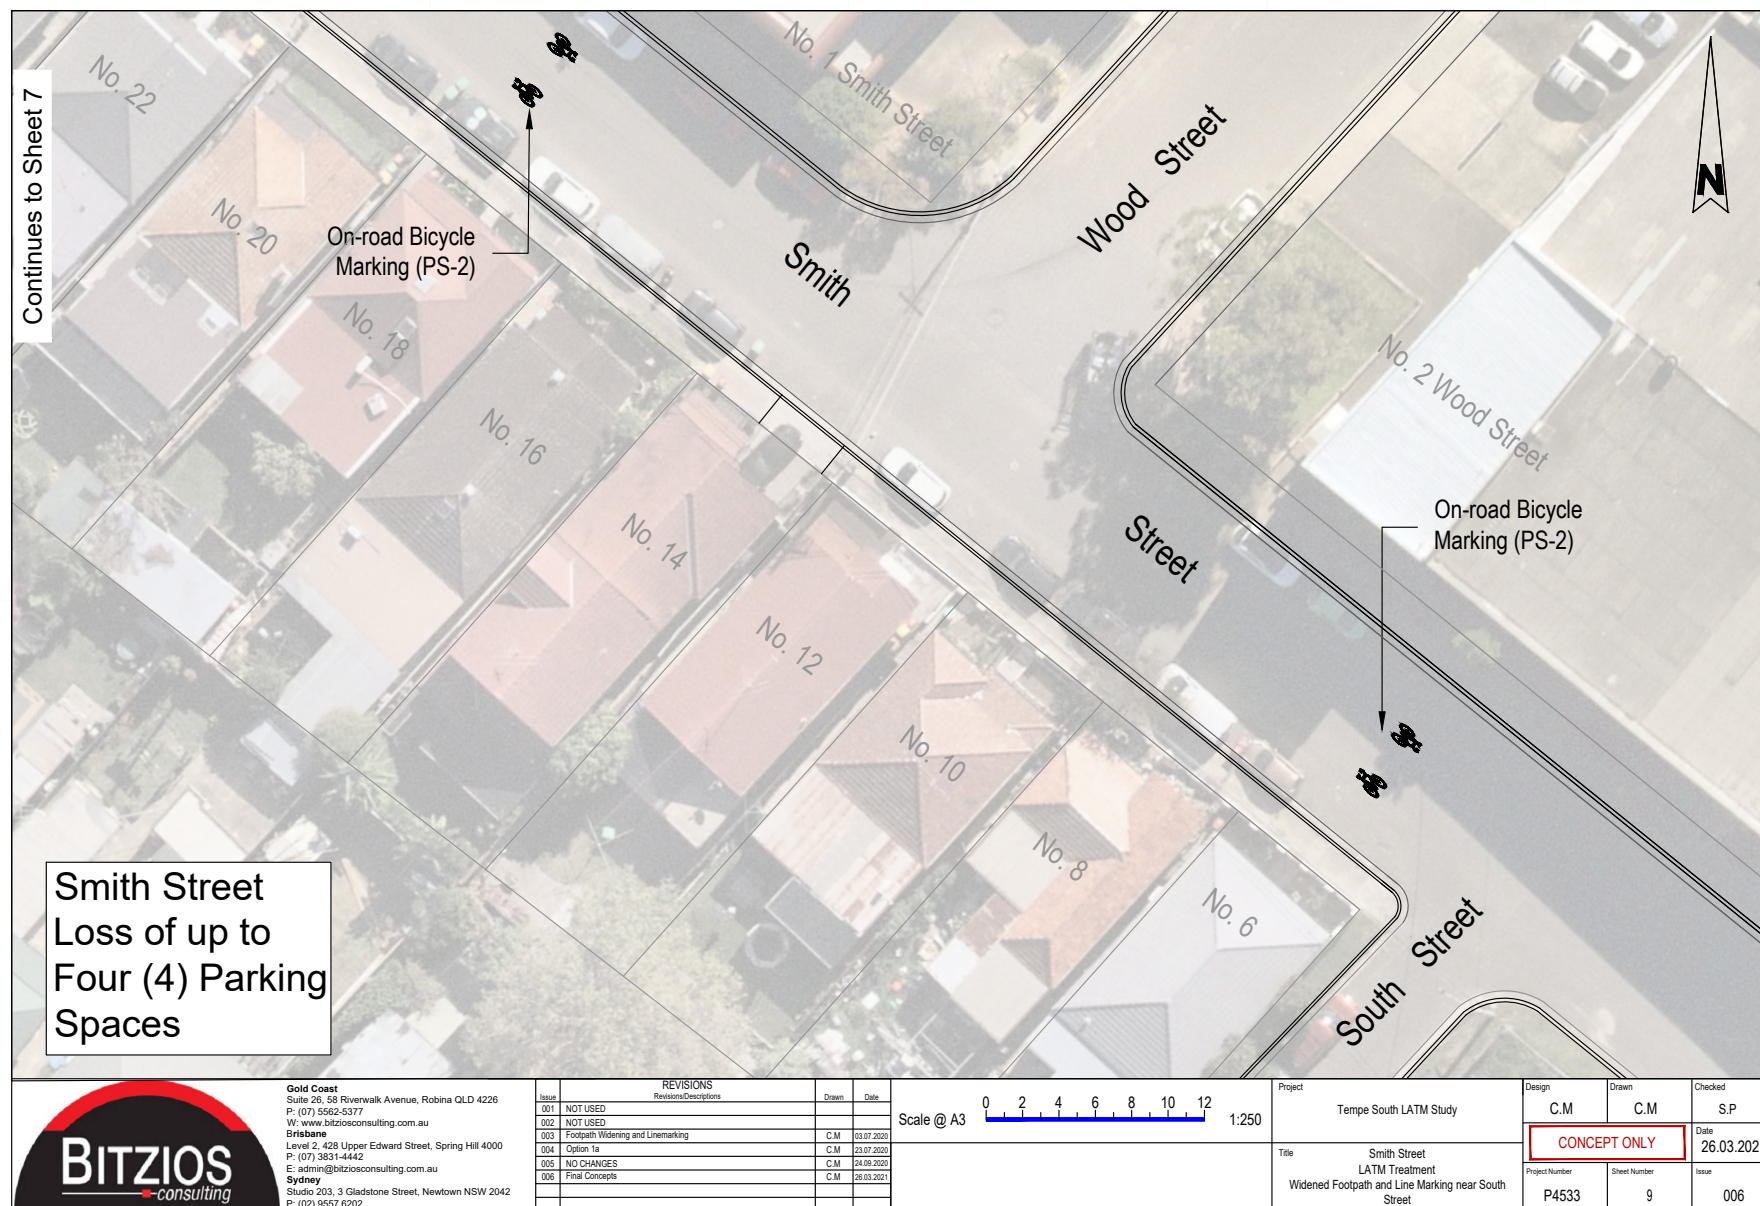 Continues to Sheet 7
No. 22
No. 20
No. 18
No. 16
No. 14
No. 12
No. 10
No. 8
No. 6
No. 1 Smith Street
No. 2 Wood Street
Wood Street
Smith
Street
South Street
N
On-road Bicycle
Marking (PS-2)
On-road Bicycle
Marking (PS-2)
Smith Street
Loss of up to
Four (4) Parking
Spaces
BITZIOS
consulting
Gold Coast
Suite 26, 58 Riverwalk Avenue, Robina QLD 4226
P: (07) 5562-5377
W: www.bitziosconsulting.com.au
Brisbane
Level 2, 428 Upper Edward Street, Spring Hill 4000
P: (07) 3831-4442
E: admin@bitziosconsulting.com.au
Sydney
Studio 203, 3 Gladstone Street, Newtown NSW 2042
P: (02) 9557 6202
REVISIONS
Issue Revisions/Descriptions Drawn Date
001 NOT USED
002 NOT USED
003 Footpath Widening and Linemarking C.M 03.07.2020
004 Option 1a C.M 23.07.2020
005 NO CHANGES C.M 24.09.2020
006 Final Concepts C.M 26.03.2021
Scale @ A3 0 2 4 6 8 10 12 1:250
Project
Tempe South LATM Study
Title Smith Street
LATM Treatment
Widened Footpath and Line Marking near South
Street
Design Drawn Checked
C.M C.M S.P
CONCEPT ONLY
Date
26.03.202
Project Number Sheet Number Issue
P4533 9 006